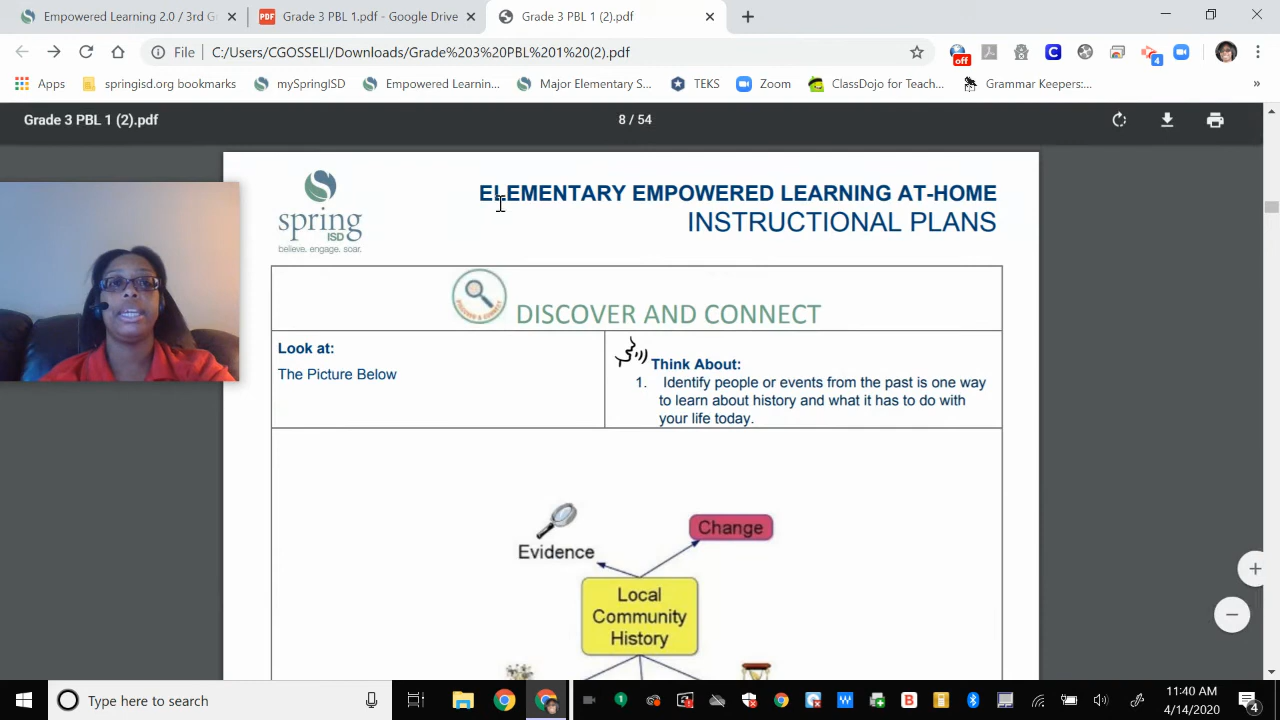 Empowered Learning 2.0 / 3rd G
PDF Grade 3 PBL 1.pdf - Google Drive
Grade 3 PBL 1 (2).pdf
File C:/Users/CGOSSELI/Downloads/Grade%203%20PBL%201%20(2).pdf
off
C
4
Apps springisd.org bookmarks mySpringISD Empowered Learnin... Major Elementary S... TEKS Zoom ClassDojo for Teach... Grammar Keepers:... »
Grade 3 PBL 1 (2).pdf 8 / 54
spring
ISD
believe. engage. soar.
ELEMENTARY EMPOWERED LEARNING AT-HOME
INSTRUCTIONAL PLANS
DISCOVER AND CONNECT
Look at:
The Picture Below
Think About:
1. Identify people or events from the past is one way
to learn about history and what it has to do with
your life today.
Evidence
Change
Local
Community
History
Type here to search
11:40 AM
4/14/2020
4